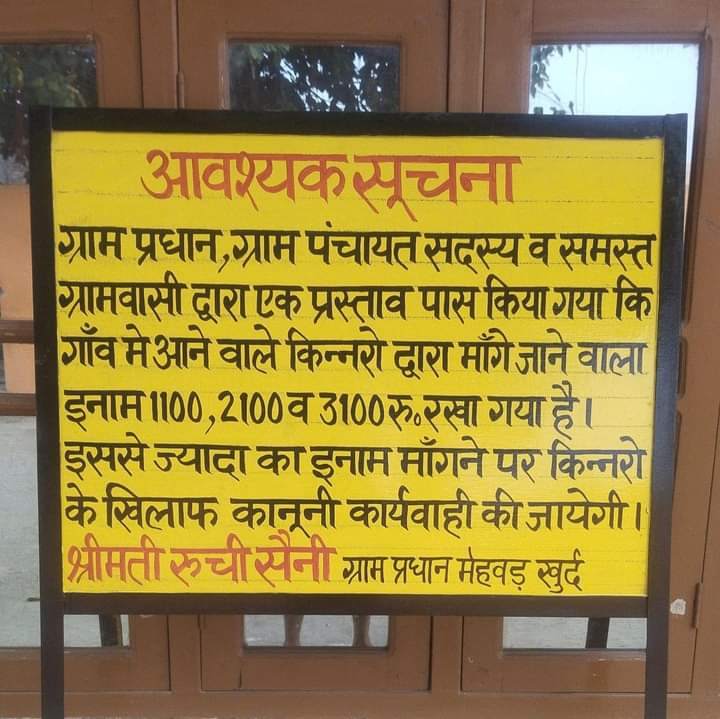 आवश्यक सूचना
ग्राम प्रधान, ग्राम पंचायत सदस्य व समस्त
ग्रामवासी द्वारा एक प्रस्ताव पास किया गया कि
गाँव मे आने वाले किन्नरो द्वारा माँगे जाने वाला
इनाम 1100, 2100 व 3100 रु. रखा गया है।
इससे ज्यादा का इनाम माँगने पर किन्नरो
के खिलाफ कानूनी कार्यवाही की जायेगी।
श्रीमती रुची सैनी ग्राम प्रधान मेहवड़ खुर्द